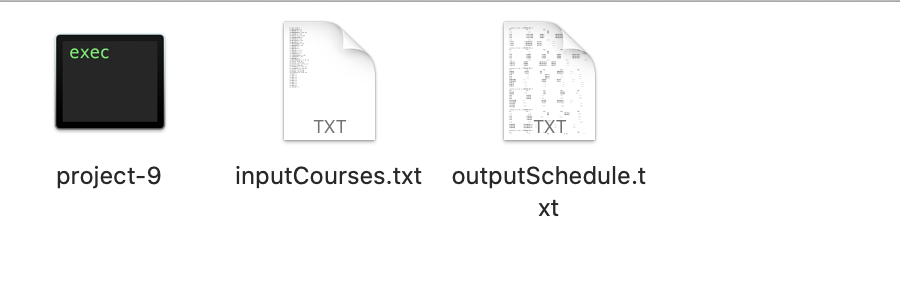 exec
TXT
TXT
project-9
inputCourses.txt
outputSchedule.t
xt